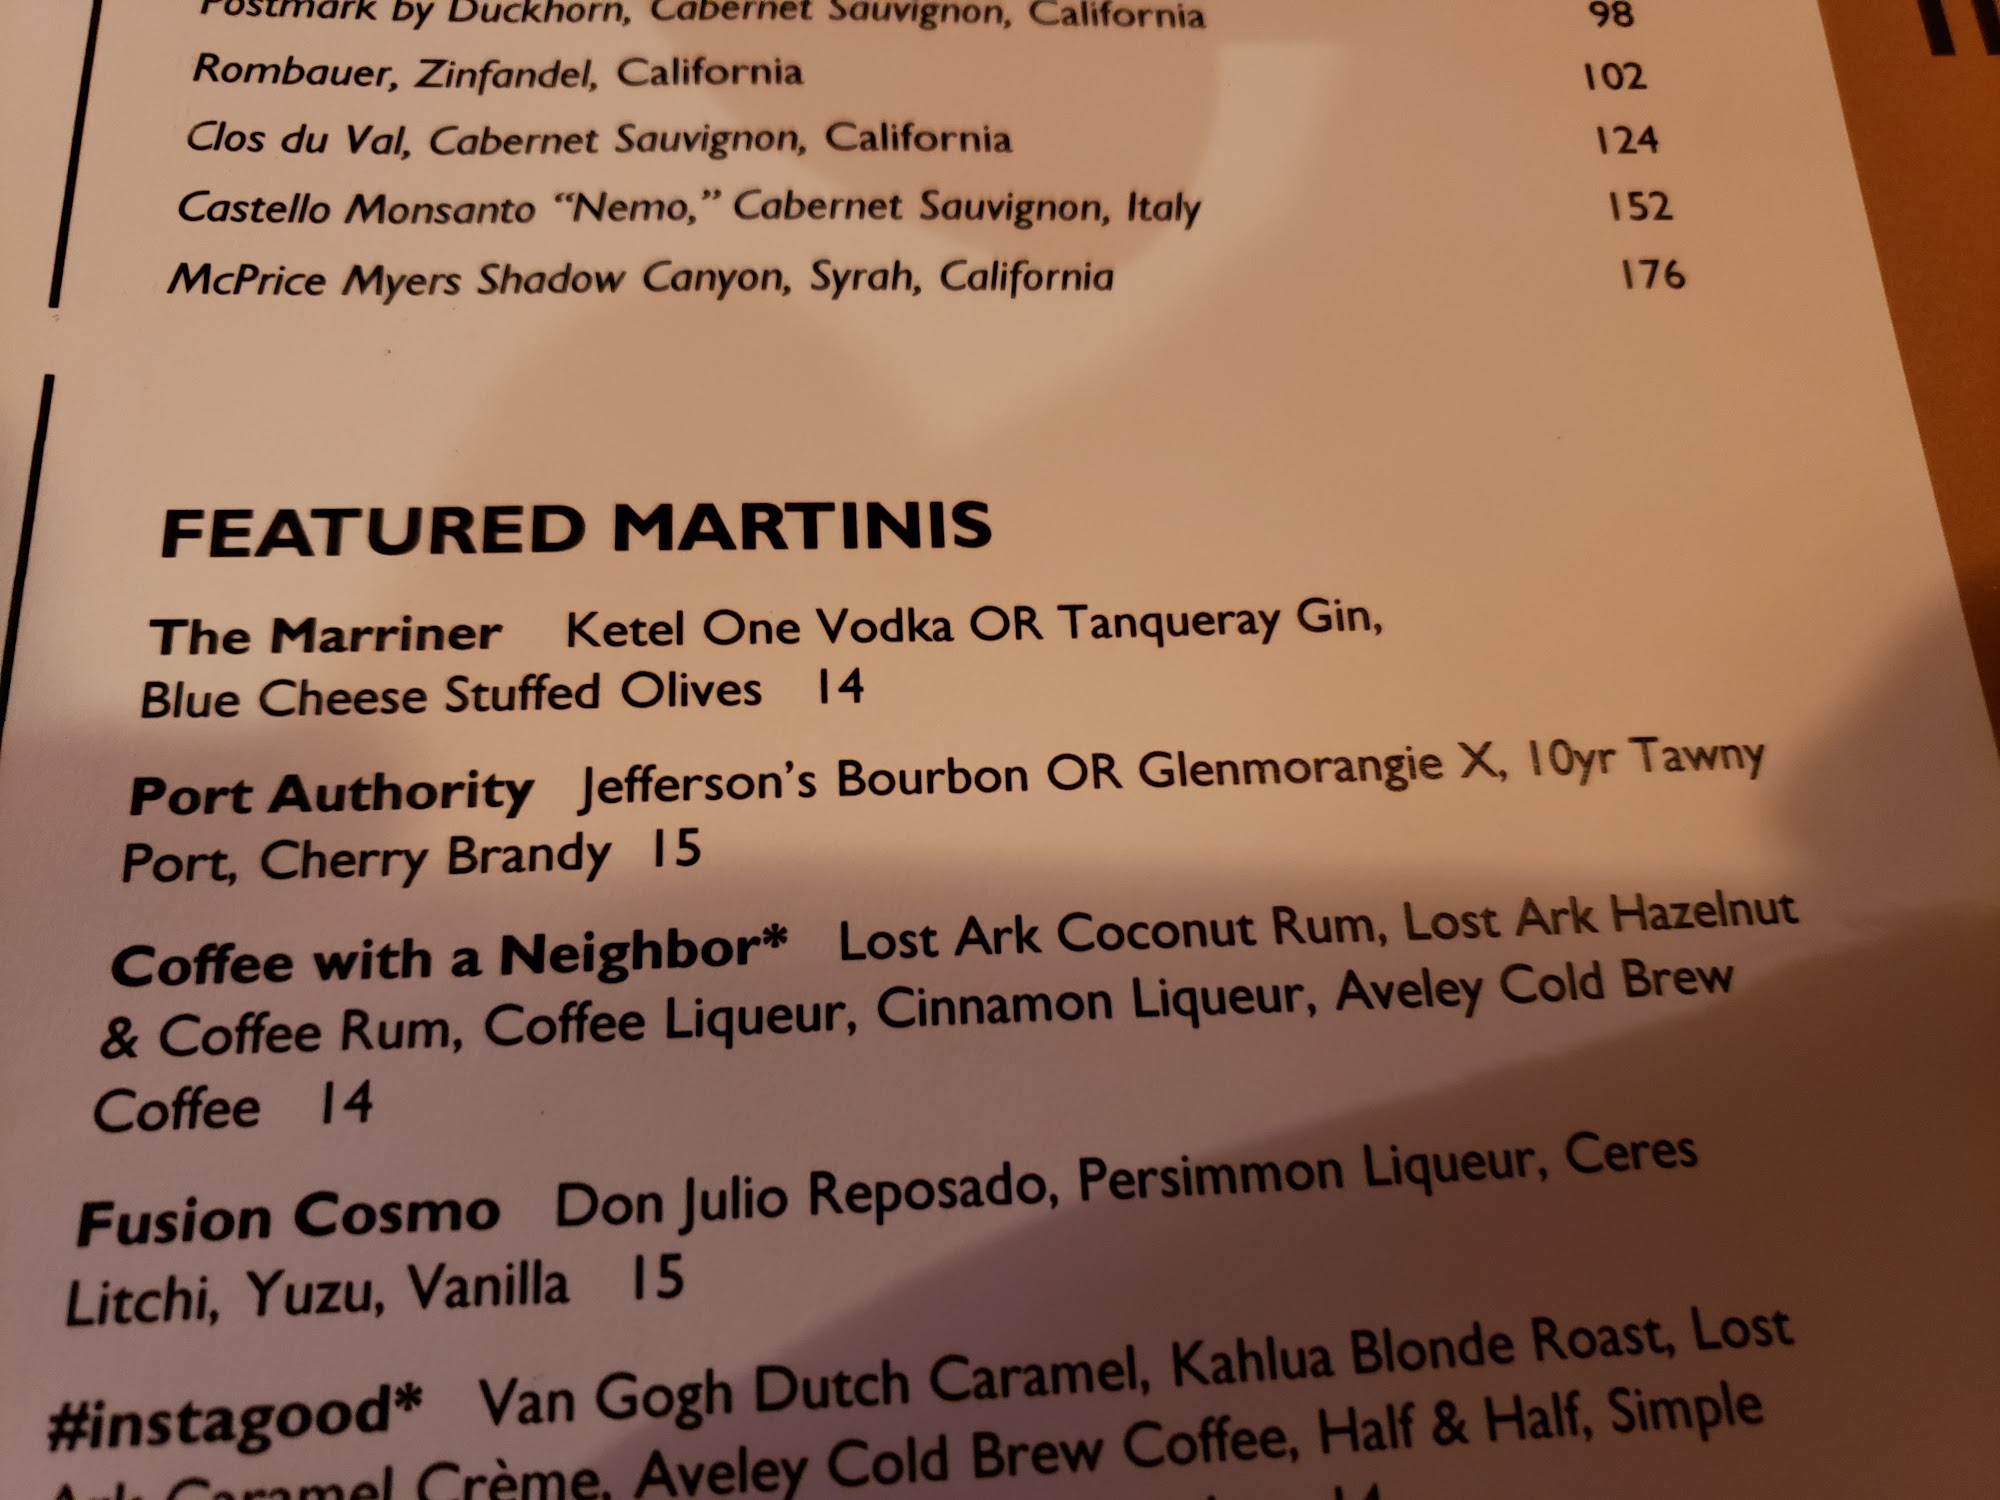 Postmark by Duckhorn, Cabernet Sauvignon, California 98
Rombauer, Zinfandel, California 102
Clos du Val, Cabernet Sauvignon, California 124
Castello Monsanto “Nemo,” Cabernet Sauvignon, Italy 152
McPrice Myers Shadow Canyon, Syrah, California 176
FEATURED MARTINIS
The Marriner Ketel One Vodka OR Tanqueray Gin,
Blue Cheese Stuffed Olives 14
Port Authority Jefferson’s Bourbon OR Glenmorangie X, 10yr Tawny
Port, Cherry Brandy 15
Coffee with a Neighbor* Lost Ark Coconut Rum, Lost Ark Hazelnut
& Coffee Rum, Coffee Liqueur, Cinnamon Liqueur, Aveley Cold Brew
Coffee 14
Fusion Cosmo Don Julio Reposado, Persimmon Liqueur, Ceres
Litchi, Yuzu, Vanilla 15
#instagood* Van Gogh Dutch Caramel, Kahlua Blonde Roast, Lost
Ark Caramel Crème, Aveley Cold Brew Coffee, Half & Half, Simple
14